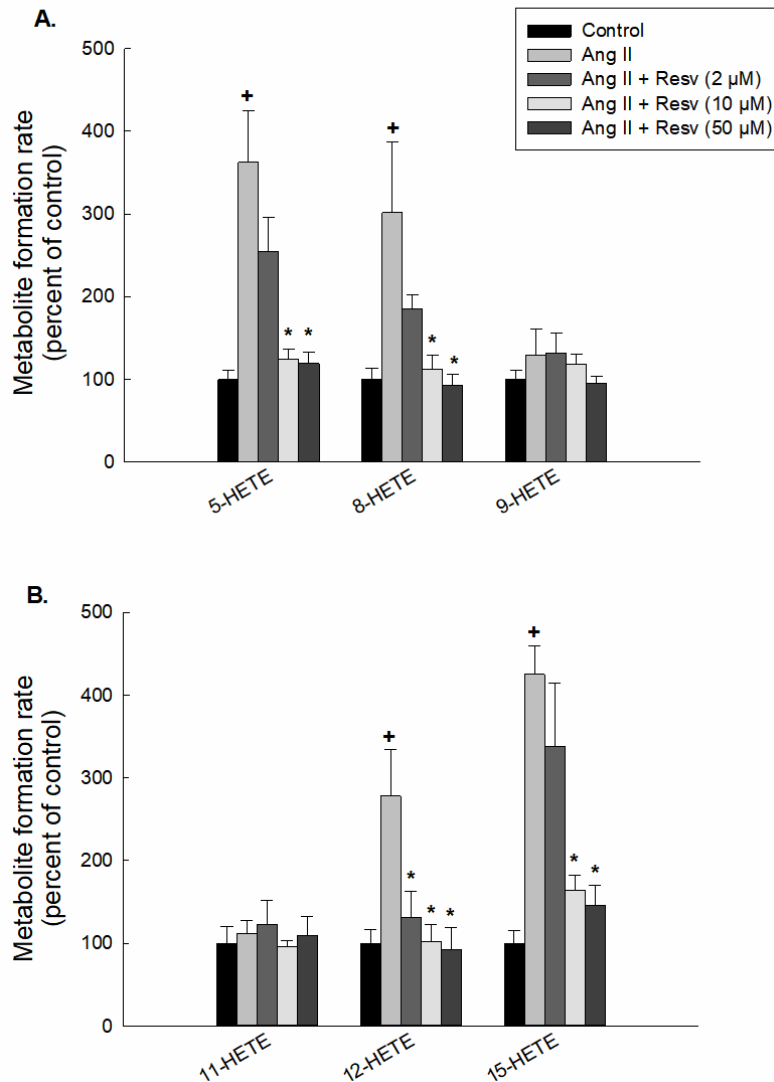 A.
Control
Ang II
Ang II + Resv (2 µM)
Ang II + Resv (10 µM)
Ang II + Resv (50 µM)
Metabolite formation rate
(percent of control)
500
400
300
200
100
0
+
+
* *
*
*
5-HETE
8-HETE
9-HETE
B.
Metabolite formation rate
(percent of control)
500
400
300
200
100
0
+
+
*
* *
*
*
11-HETE
12-HETE
15-HETE